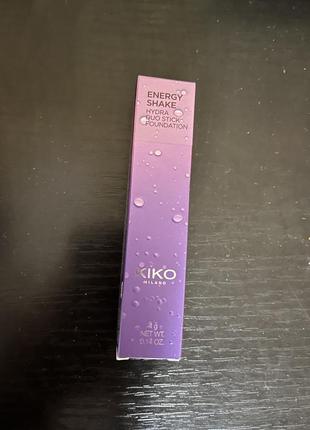 ENERGY
SHAKE
HYDRA
DUO STICK
FOUNDATION
KIKO
MILANO
4 g
NET WT.
0.14 OZ.